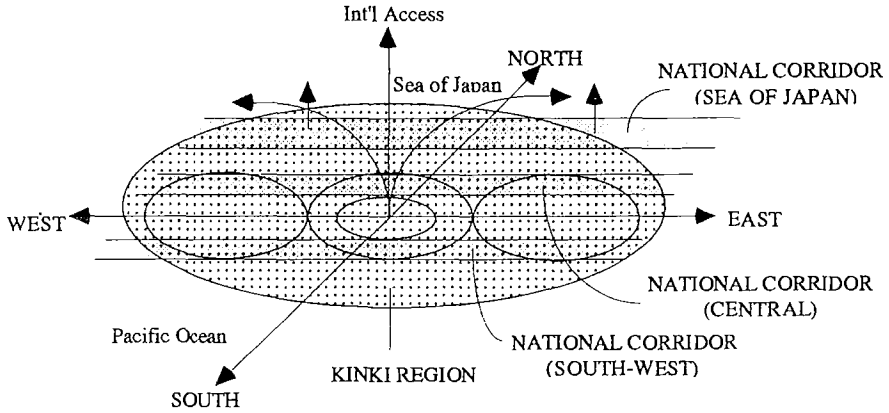 Int'l Access
NORTH
Sea of Japan
NATIONAL CORRIDOR
(SEA OF JAPAN)
WEST
EAST
NATIONAL CORRIDOR
(CENTRAL)
Pacific Ocean
NATIONAL CORRIDOR
(SOUTH-WEST)
KINKI REGION
SOUTH